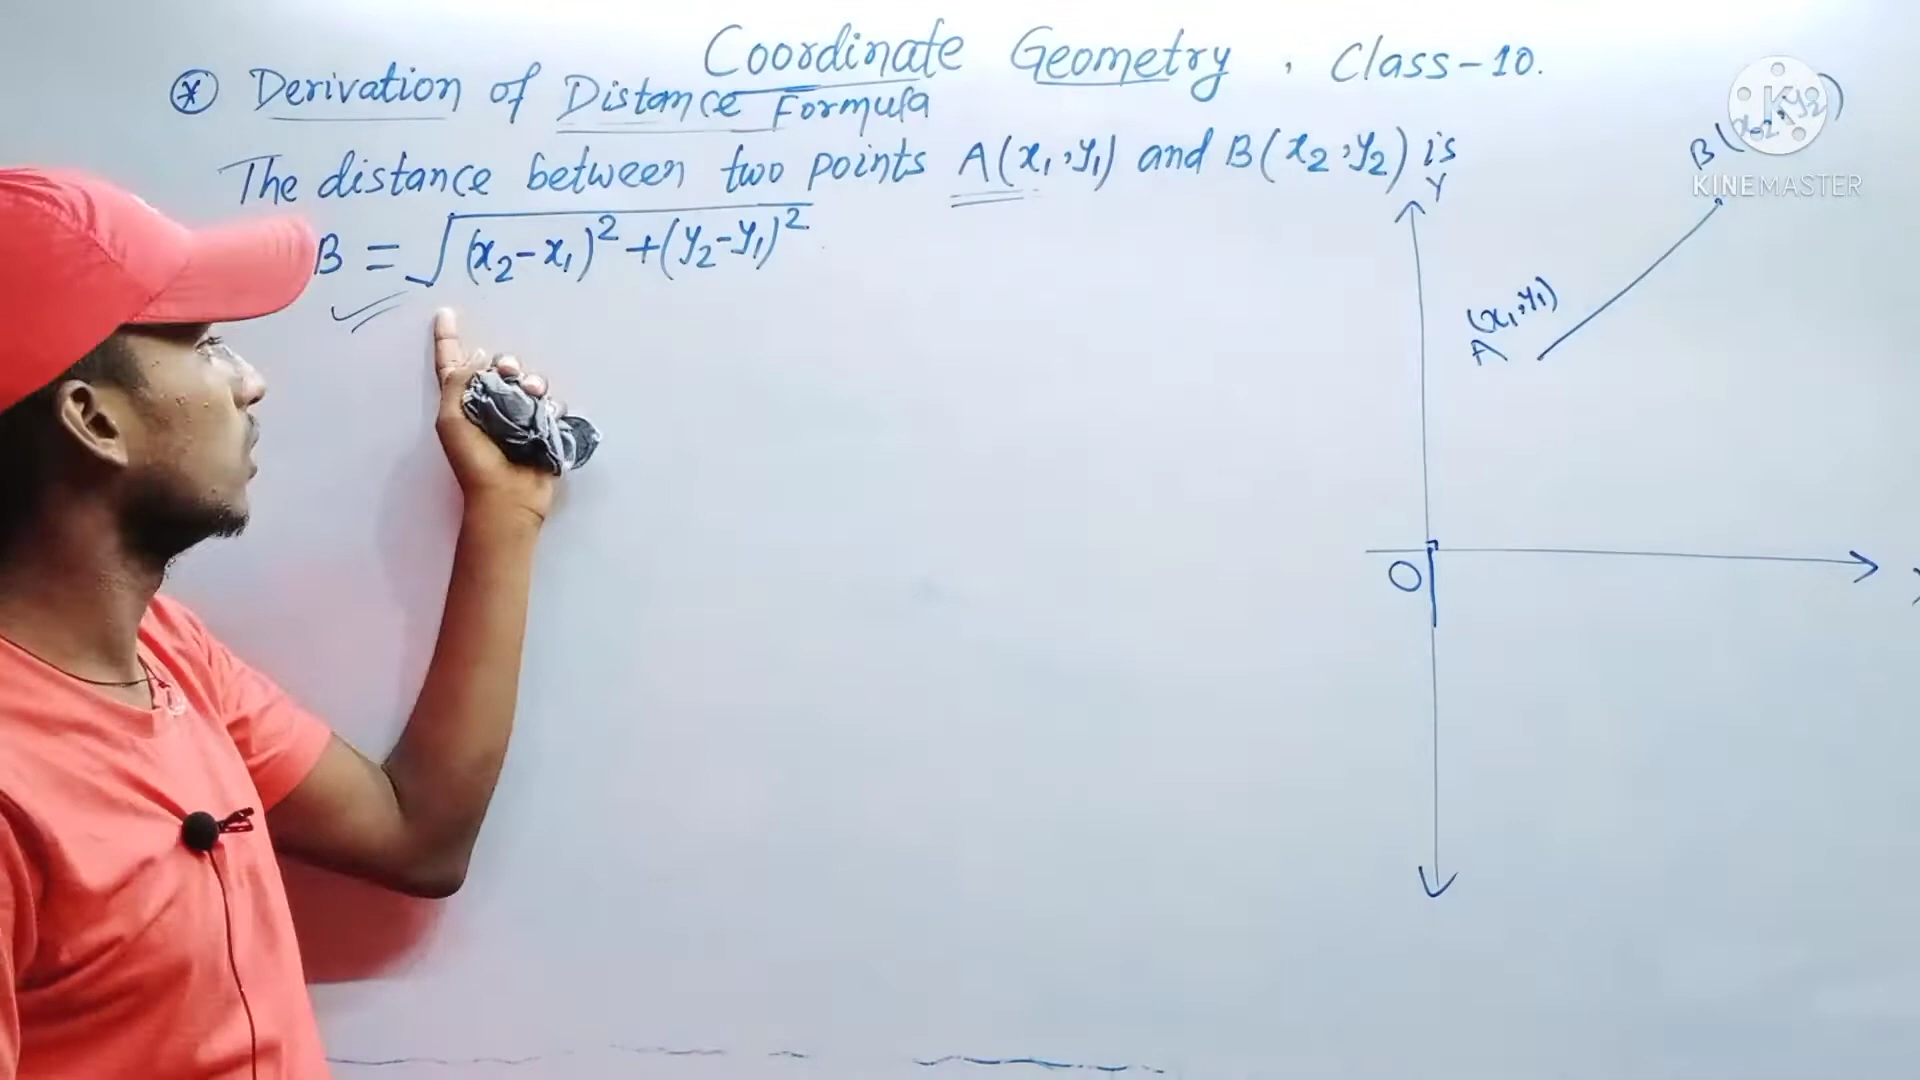 Coordinate Geometry, Class-10.
* Derivation of Distance Formula
The distance between two points A(x₁,y₁) and B(x₂,y₂) is
B = √(x₂-x₁)² + (y₂-y₁)²
B(x₂,y₂)
KINEMASTER
Y
(x₁,y₁)
A
O